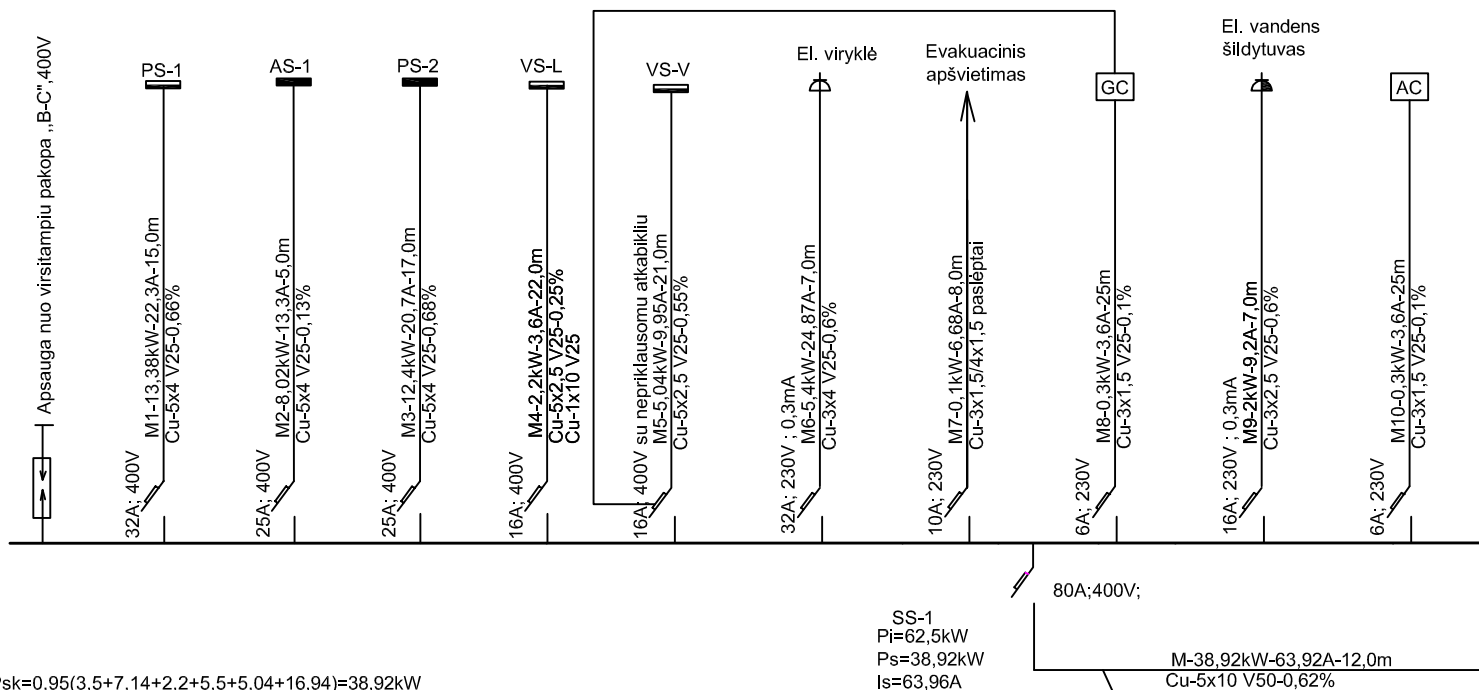 Apsauga nuo virsitampiu pakopa ,,B-C",400V
PS-1
32A; 400V
M1-13,38kW-22,3A-15,0m
Cu-5x4 V25-0,66%
AS-1
25A; 400V
M2-8,02kW-13,3A-5,0m
Cu-5x4 V25-0,13%
PS-2
25A; 400V
M3-12,4kW-20,7A-17,0m
Cu-5x4 V25-0,68%
VS-L
16A; 400V
M4-2,2kW-3,6A-22,0m
Cu-5x2,5 V25-0,25%
Cu-1x10 V25
VS-V
16A; 400V su nepriklausomu atkabikliu
M5-5,04kW-9,95A-21,0m
Cu-5x2,5 V25-0,55%
El. viryklė
32A; 230V ; 0,3mA
M6-5,4kW-24,87A-7,0m
Cu-3x4 V25-0,6%
Evakuacinis
apšvietimas
10A; 230V
M7-0,1kW-6,68A-8,0m
Cu-3x1,5/4x1,5 paslėptai
GC
6A; 230V
M8-0,3kW-3,6A-25m
Cu-3x1,5 V25-0,1%
El. vandens
šildytuvas
16A; 230V ; 0,3mA
M9-2kW-9,2A-7,0m
Cu-3x2,5 V25-0,6%
AC
6A; 230V
M10-0,3kW-3,6A-25m
Cu-3x1,5 V25-0,1%
80A;400V;
SS-1
Pi=62,5kW
Ps=38,92kW
Is=63,96A
M-38,92kW-63,92A-12,0m
Cu-5x10 V50-0,62%
Psk=0,95(3,5+7,14+2,2+5,5+5,04+16,94)=38,92kW